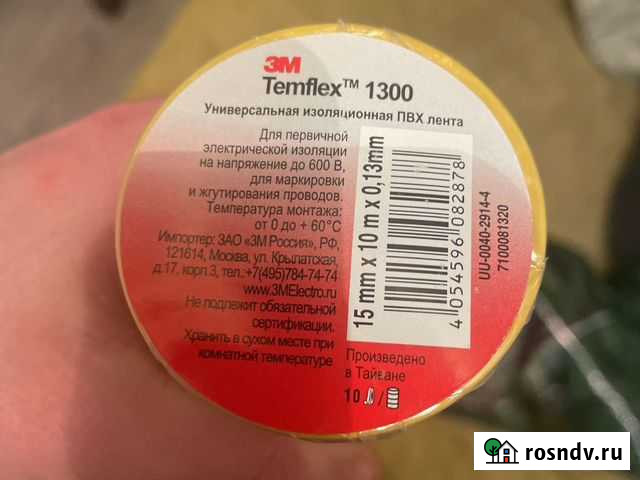 3M
Temflex™ 1300
Универсальная изоляционная ПВХ лента
Для первичной
электрической изоляции
на напряжение до 600 В,
для маркировки
и жгутирования проводов.
Температура монтажа:
от 0 до + 60°C
Импортер: ЗАО «3М Россия», РФ,
121614, Москва, ул. Крылатская,
д.17, корп.3, тел.+7(495)784-74-74
www.3MElectro.ru
Не подлежит обязательной
сертификации.
Хранить в сухом месте при
комнатной температуре
15 mm x 10 m x 0,13mm
4 054596 082878
UU-0040-2914-4
7100081320
Произведено
в Тайване
10 /
rosndv.ru